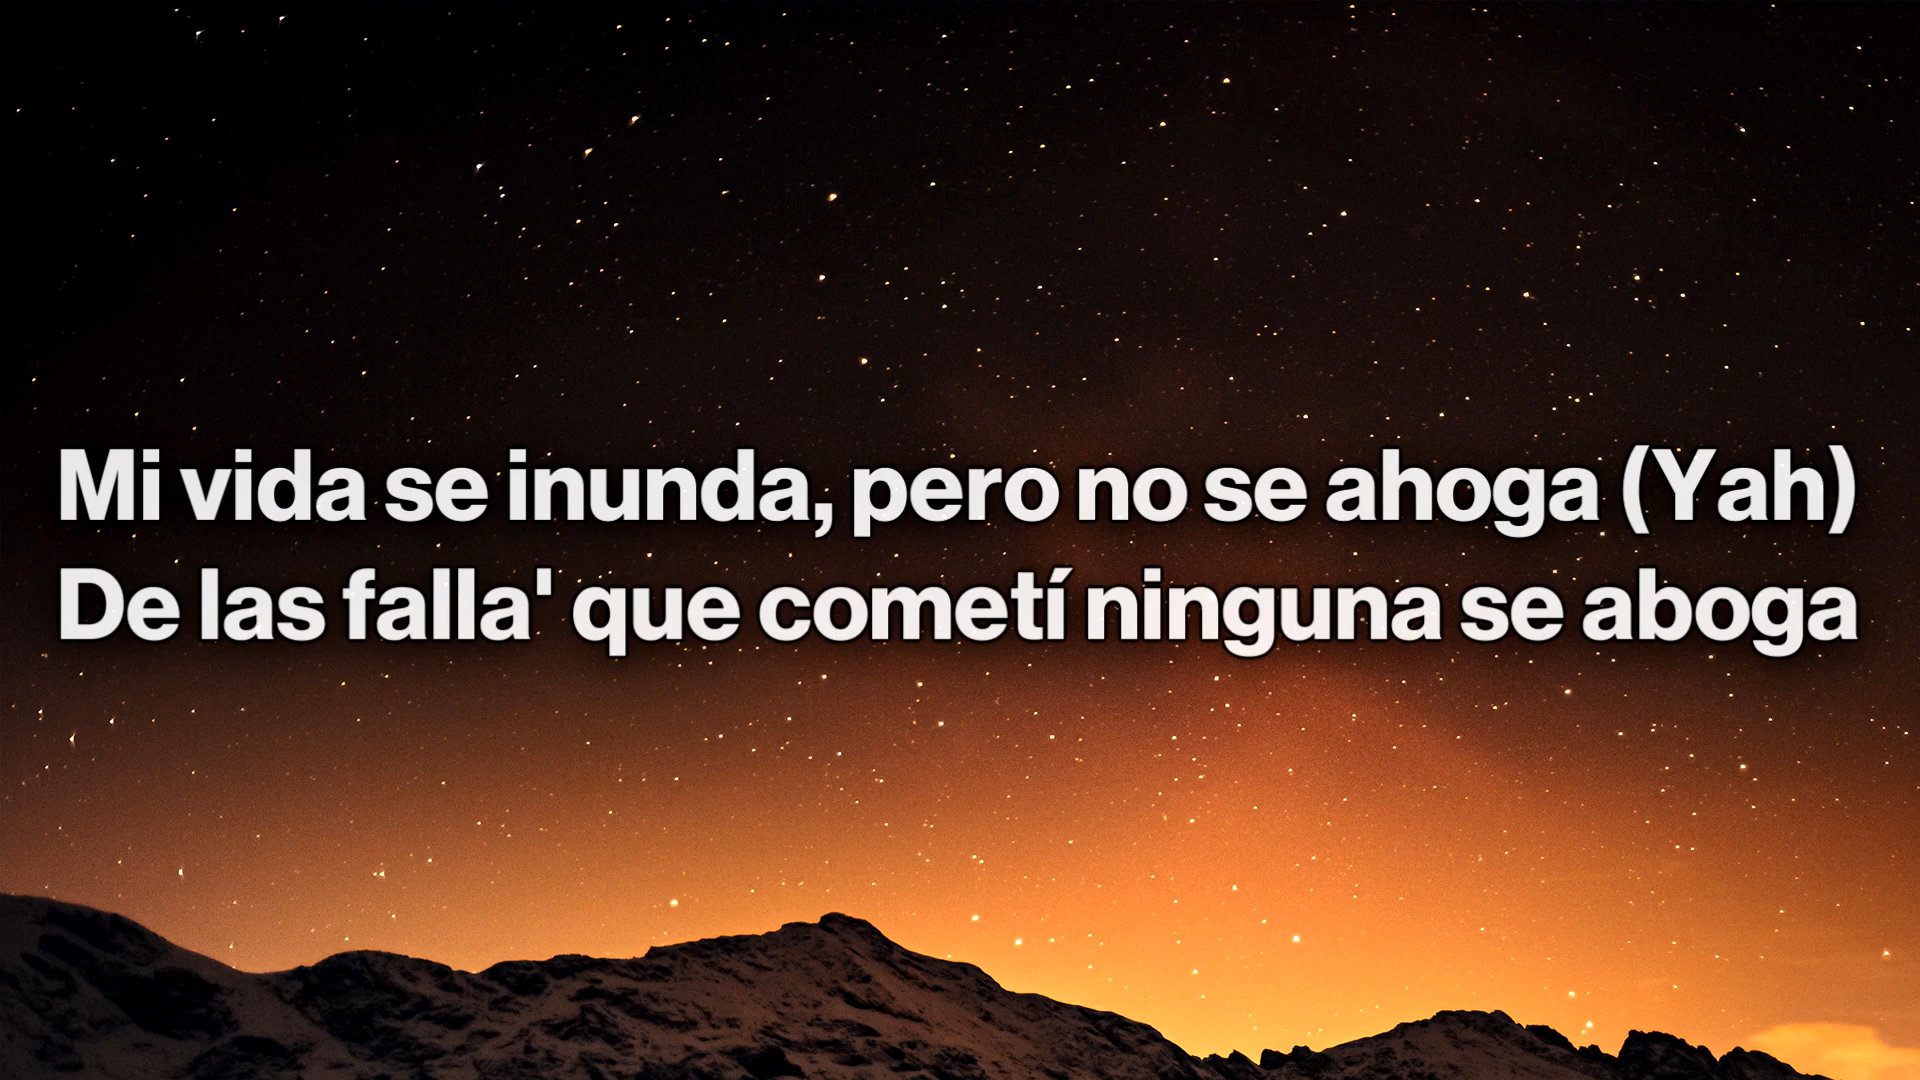 Mi vida se inunda, pero no se ahoga (Yah)
De las falla' que cometí ninguna se aboga